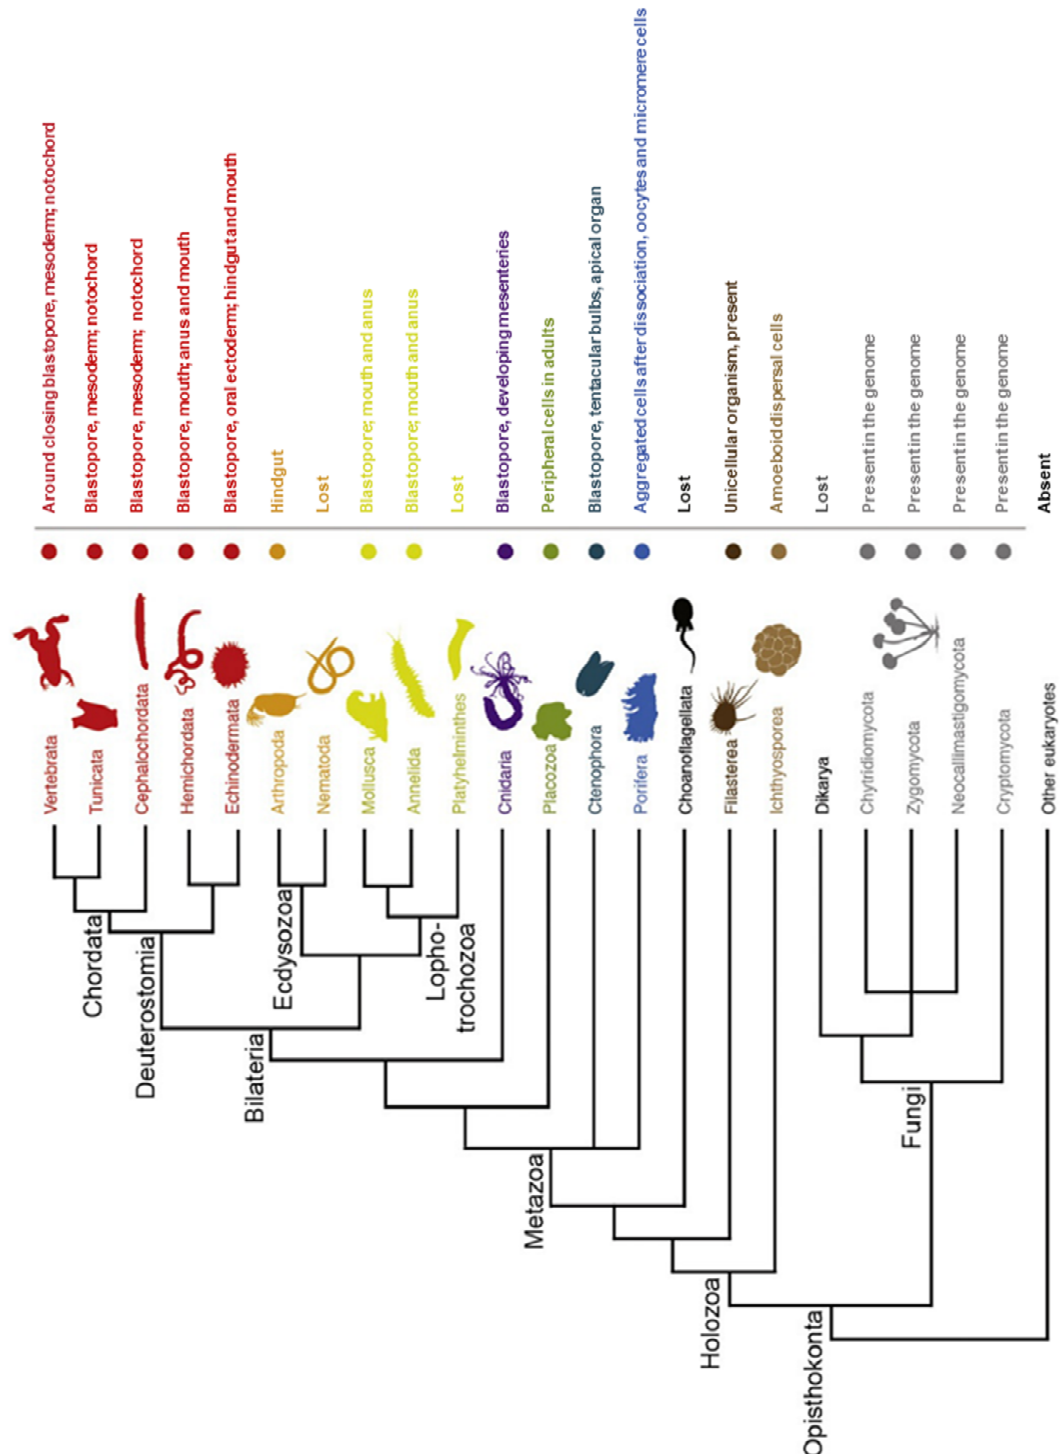 Vertebrata Around closing blastopore, mesoderm; notochord
Tunicata Blastopore, mesoderm; notochord
Cephalochordata Blastopore, mesoderm; notochord
Hemichordata Blastopore, mouth; anus and mouth
Echinodermata Blastopore, oral ectoderm; hindgut and mouth
Arthropoda Hindgut
Nematoda Lost
Mollusca Blastopore; mouth and anus
Annelida Blastopore; mouth and anus
Platyhelminthes Lost
Cnidaria Blastopore, developing mesenteries
Placozoa Peripheral cells in adults
Ctenophora Blastopore, tentacular bulbs, apical organ
Porifera Aggregated cells after dissociation, oocytes and micromere cells
Choanoflagellata Lost
Filasterea Unicellular organism, present
Ichthyosporea Amoeboid dispersal cells
Dikarya Lost
Chytridiomycota Present in the genome
Zygomycota Present in the genome
Neocallimastigomycota Present in the genome
Cryptomycota Present in the genome
Other eukaryotes Absent
Chordata
Deuterostomia
Ecdysozoa
Lopho-
trochozoa
Bilateria
Metazoa
Holozoa
Fungi
Opisthokonta